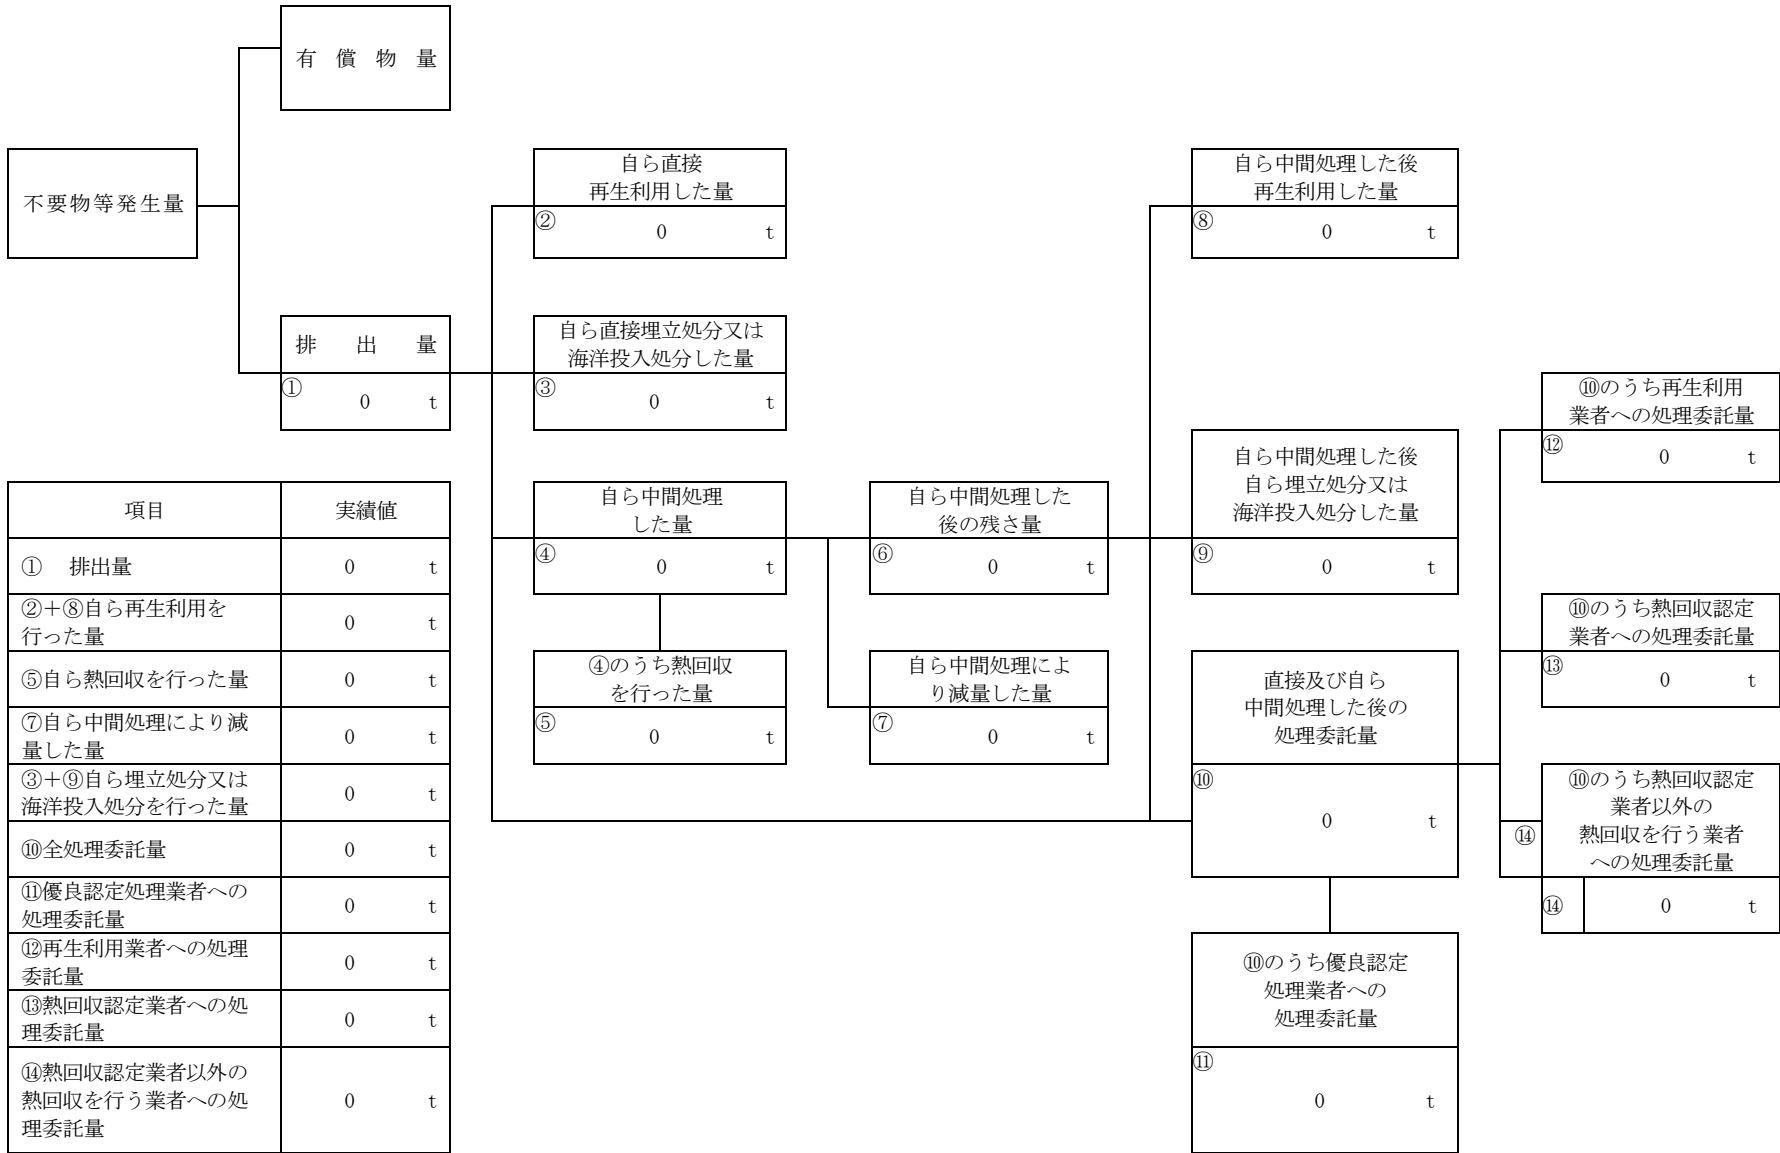 有 償 物 量
不要物等発生量
自ら直接
再生利用した量
② 0 t
自ら中間処理した後
再生利用した量
⑧ 0 t
排 出 量
① 0 t
自ら直接埋立処分又は
海洋投入処分した量
③ 0 t
⑩のうち再生利用
業者への処理委託量
⑫ 0 t
自ら中間処理
した量
④ 0 t
自ら中間処理した
後の残さ量
⑥ 0 t
自ら中間処理した後
自ら埋立処分又は
海洋投入処分した量
⑨ 0 t
⑩のうち熱回収認定
業者への処理委託量
⑬ 0 t
④のうち熱回収
を行った量
⑤ 0 t
自ら中間処理によ
り減量した量
⑦ 0 t
直接及び自ら
中間処理した後の
処理委託量
⑩
0 t
⑩のうち熱回収認定
業者以外の
熱回収を行う業者
への処理委託量
⑭
⑭ 0 t
⑩のうち優良認定
処理業者への
処理委託量
⑪
0 t
項目 実績値
① 排出量 0 t
②+⑧自ら再生利用を
行った量 0 t
⑤自ら熱回収を行った量 0 t
⑦自ら中間処理により減
量した量 0 t
③+⑨自ら埋立処分又は
海洋投入処分を行った量 0 t
⑩全処理委託量 0 t
⑪優良認定処理業者への
処理委託量 0 t
⑫再生利用業者への処理
委託量 0 t
⑬熱回収認定業者への処
理委託量 0 t
⑭熱回収認定業者以外の
熱回収を行う業者への処
理委託量 0 t